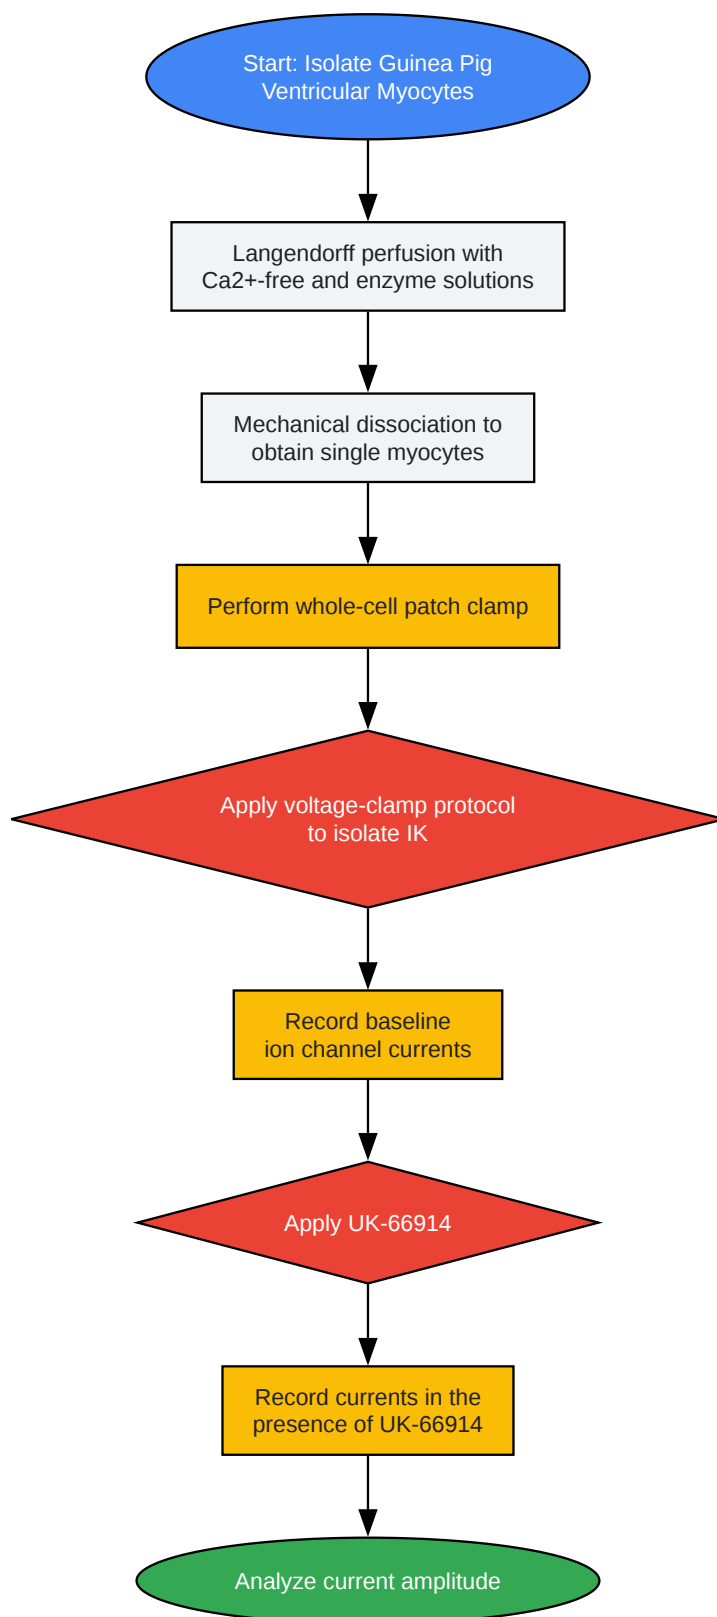 Start: Isolate Guinea Pig
Ventricular Myocytes
Langendorff perfusion with
Ca2+-free and enzyme solutions
Mechanical dissociation to
obtain single myocytes
Perform whole-cell patch clamp
Apply voltage-clamp protocol
to isolate IK
Record baseline
ion channel currents
Apply UK-66914
Record currents in the
presence of UK-66914
Analyze current amplitude